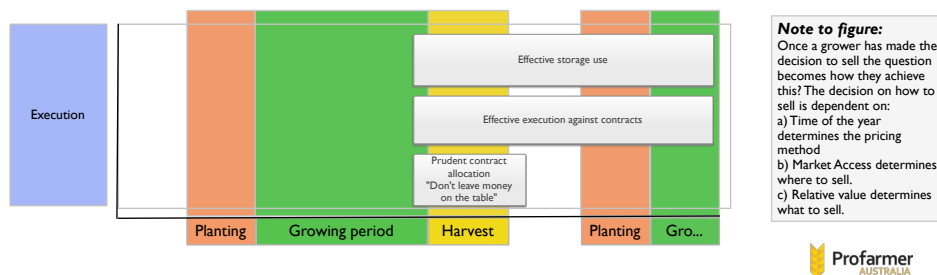 Execution
Effective storage use
Effective execution against contracts
Prudent contract
allocation
"Don't leave money
on the table"
Planting
Growing period
Harvest
Planting
Gro...
Note to figure:
Once a grower has made the
decision to sell the question
becomes how they achieve
this? The decision on how to
sell is dependent on:
a) Time of the year
determines the pricing
method
b) Market Access determines
where to sell.
c) Relative value determines
what to sell.
Profarmer
AUSTRALIA